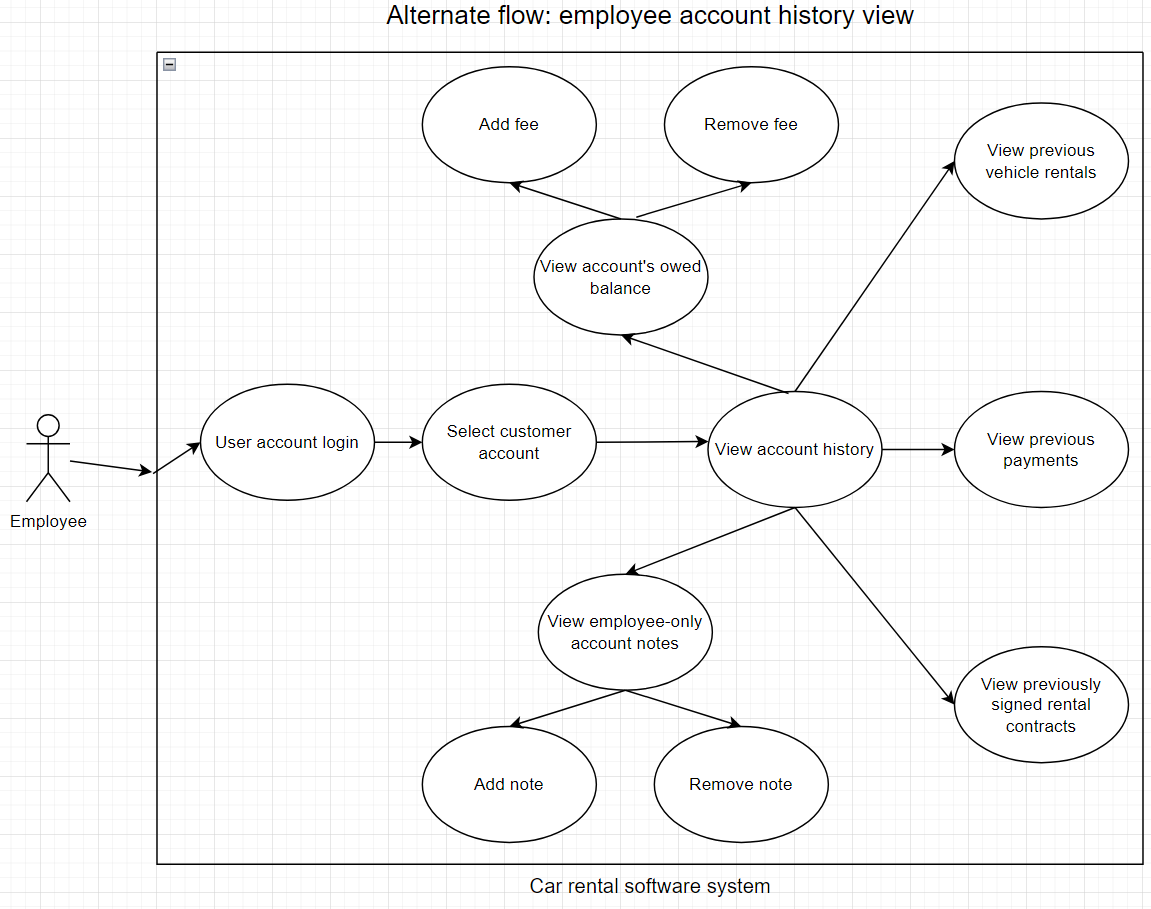 Alternate flow: employee account history view
Add fee
Remove fee
View previous
vehicle rentals
View account's owed
balance
User account login
Select customer
account
View account history
View previous
payments
Employee
View employee-only
account notes
View previously
signed rental
contracts
Add note
Remove note
Car rental software system